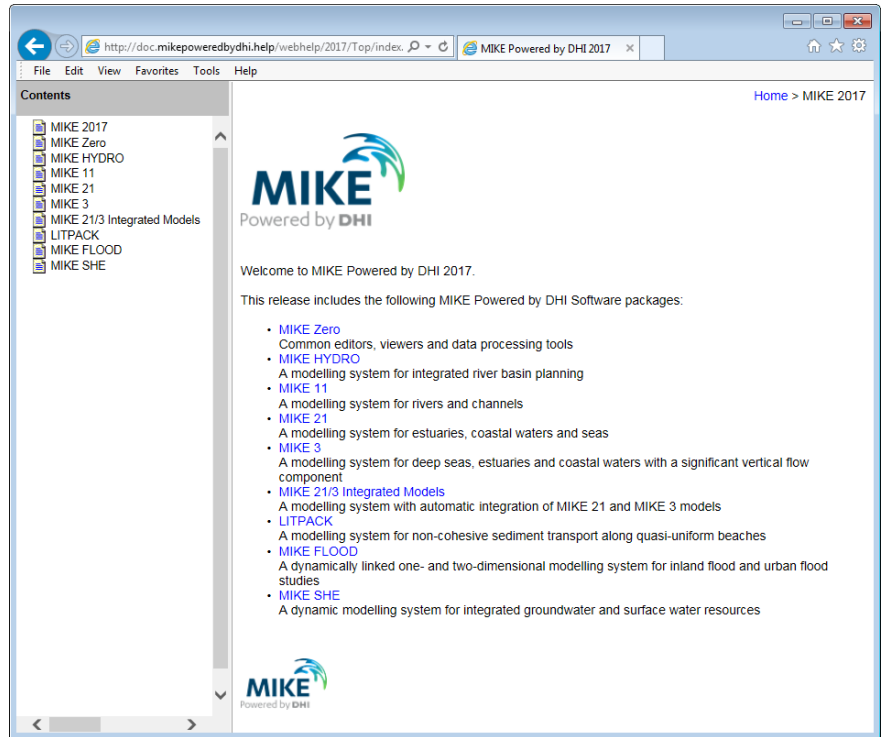 http://doc.mikepoweredbydhi.help/webhelp/2017/Top/index.
MIKE Powered by DHI 2017
File Edit View Favorites Tools Help
Contents
Home > MIKE 2017
MIKE 2017
MIKE Zero
MIKE HYDRO
MIKE 11
MIKE 21
MIKE 3
MIKE 21/3 Integrated Models
LITPACK
MIKE FLOOD
MIKE SHE
MIKE
Powered by DHI
Welcome to MIKE Powered by DHI 2017.
This release includes the following MIKE Powered by DHI Software packages:
• MIKE Zero
Common editors, viewers and data processing tools
• MIKE HYDRO
A modelling system for integrated river basin planning
• MIKE 11
A modelling system for rivers and channels
• MIKE 21
A modelling system for estuaries, coastal waters and seas
• MIKE 3
A modelling system for deep seas, estuaries and coastal waters with a significant vertical flow
component
• MIKE 21/3 Integrated Models
A modelling system with automatic integration of MIKE 21 and MIKE 3 models
• LITPACK
A modelling system for non-cohesive sediment transport along quasi-uniform beaches
• MIKE FLOOD
A dynamically linked one- and two-dimensional modelling system for inland flood and urban flood
studies
• MIKE SHE
A dynamic modelling system for integrated groundwater and surface water resources
MIKE
Powered by DHI